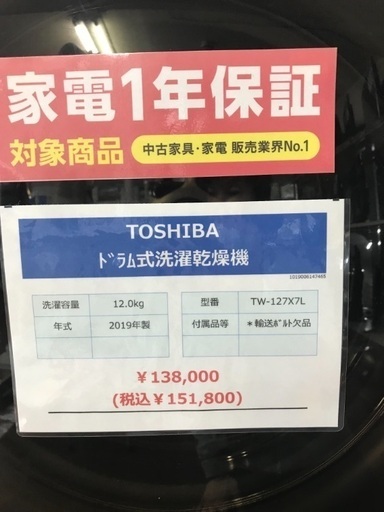 家電1年保証
対象商品 中古家具・家電 販売業界No.1
TOSHIBA
ﾄﾞﾗﾑ式洗濯乾燥機
洗濯容量 12.0kg 型番 TW-127X7L
年式 2019年製 付属品等 *輸送ﾎﾞﾙﾄ欠品
￥138,000
(税込￥151,800)